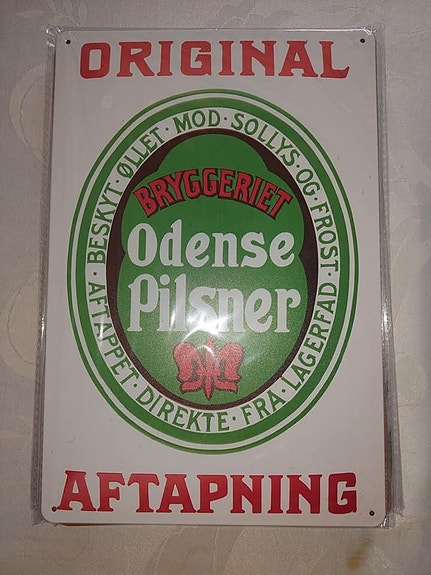 ORIGINAL
BESKYT·ØLLET·MOD·SOLLYS·OG·FROST·
AFTAPPET·DIREKTE·FRA·LAGERFAD·
BRYGGERIET
Odense
Pilsner
AFTAPNING